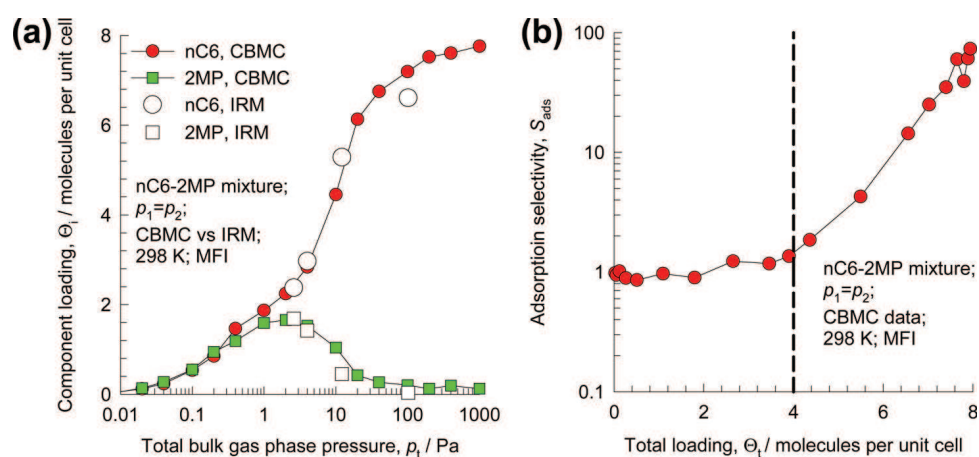 (a)
8
6
4
2
0
Component loading, Θi / molecules per unit cell
nC6, CBMC
2MP, CBMC
nC6, IRM
2MP, IRM
nC6-2MP mixture;
p1=p2;
CBMC vs IRM;
298 K; MFI
0.01 0.1 1 10 100 1000
Total bulk gas phase pressure, pt / Pa
(b)
100
10
1
0.1
Adsorptioin selectivity, Sads
nC6-2MP mixture;
p1=p2;
CBMC data;
298 K; MFI
0 2 4 6 8
Total loading, Θt / molecules per unit cell